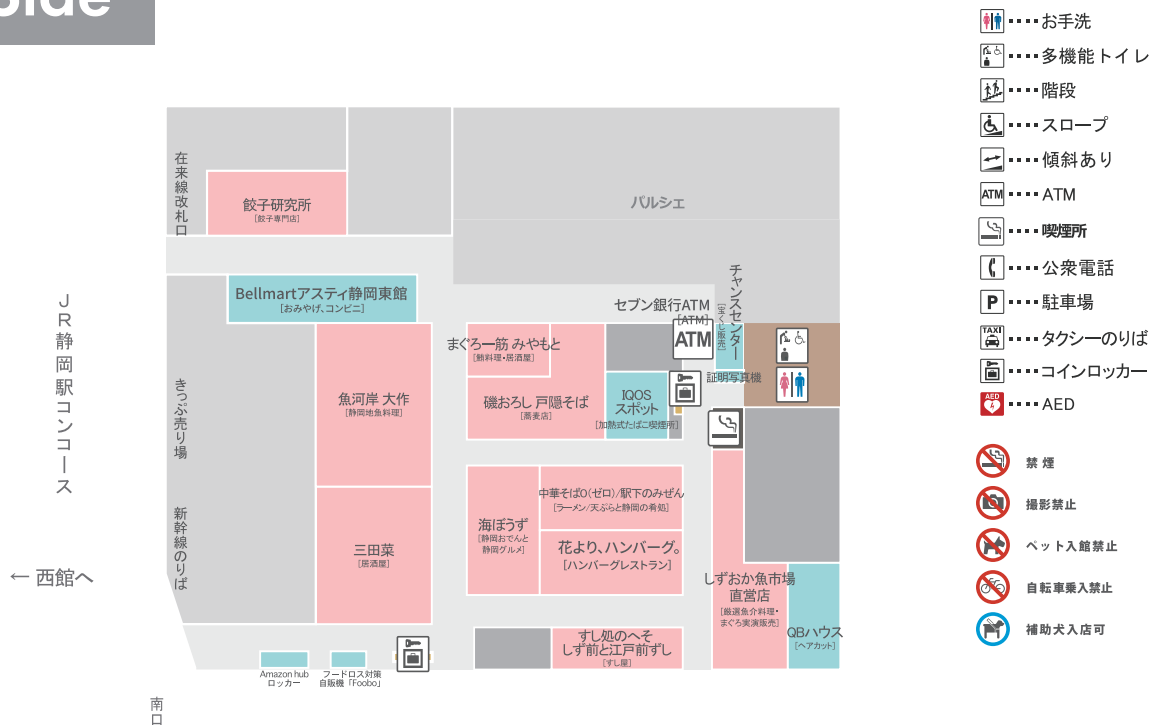 Side
お手洗
多機能トイレ
階段
スロープ
傾斜あり
ATM
ATM
喫煙所
公衆電話
P
駐車場
TAXI
タクシーのりば
コインロッカー
AED
A
AED
禁煙
撮影禁止
ペット入館禁止
自転車乗入禁止
補助犬入店可
在来線改札口
餃子研究所
[餃子専門店]
パルシェ
JR静岡駅コンコース
← 西館へ
きっぷ売り場
新幹線のりば
南口
Bellmartアスティ静岡東館
[おみやげ、コンビニ]
魚河岸 大作
[静岡地魚料理]
三田菜
[居酒屋]
まぐろ一筋 みやもと
[鮪料理・居酒屋]
磯おろし 戸隠そば
[蕎麦店]
セブン銀行ATM
[ATM]
ATM
チャンスセンター
[宝くじ販売]
証明写真機
IQOS
スポット
[加熱式たばこ喫煙所]
海ぼうず
[静岡おでんと
静岡グルメ]
中華そば0(ゼロ)/駅下のみぜん
[ラーメン/天ぷらと静岡の肴処]
花より、ハンバーグ。
[ハンバーグレストラン]
しずおか魚市場
直営店
[厳選魚介料理・
まぐろ実演販売]
QBハウス
[ヘアカット]
すし処のへそ
しず前と江戸前ずし
[すし屋]
Amazon hub
ロッカー
フードロス対策
自販機「Foobo」